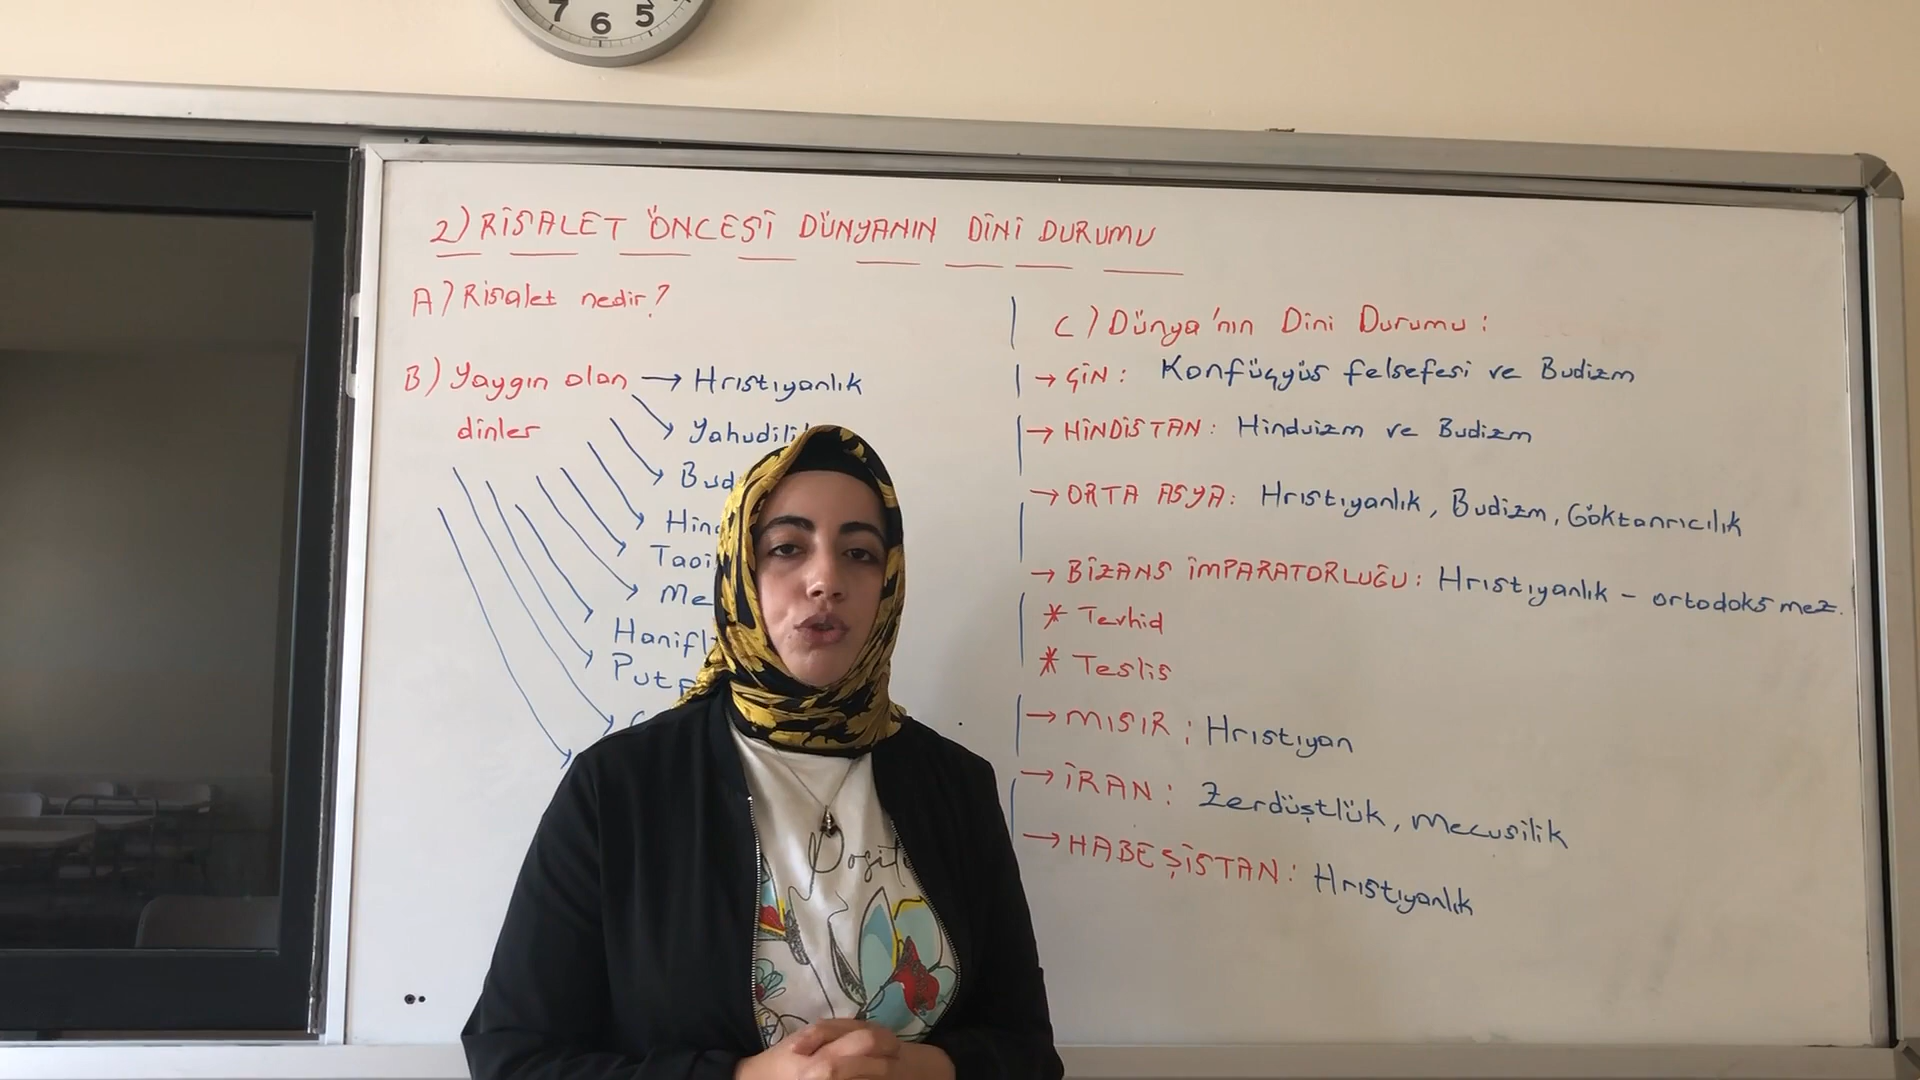 7 6 5
2) RİSALET ÖNCESİ DÜNYANIN DİNİ DURUMU
A) Risalet nedir?
B) Yaygın olan → Hrıstıyanlık
dinler
Haniflı
C) Dünya'nın Dini Durumu :
→ ÇİN : Konfüçyüs felsefesi ve Budizm
→ HİNDİSTAN : Hinduizm ve Budizm
→ ORTA ASYA : Hrıstıyanlık, Budizm, Göktanrıcılık
→ BİZANS İMPARATORLUĞU : Hrıstıyanlık - ortodoks mez.
* Tevhid
* Teslis
→ MISIR : Hrıstıyan
→ İRAN : Zerdüştlük, Mecusilik
→ HABEŞİSTAN : Hrıstıyanlık